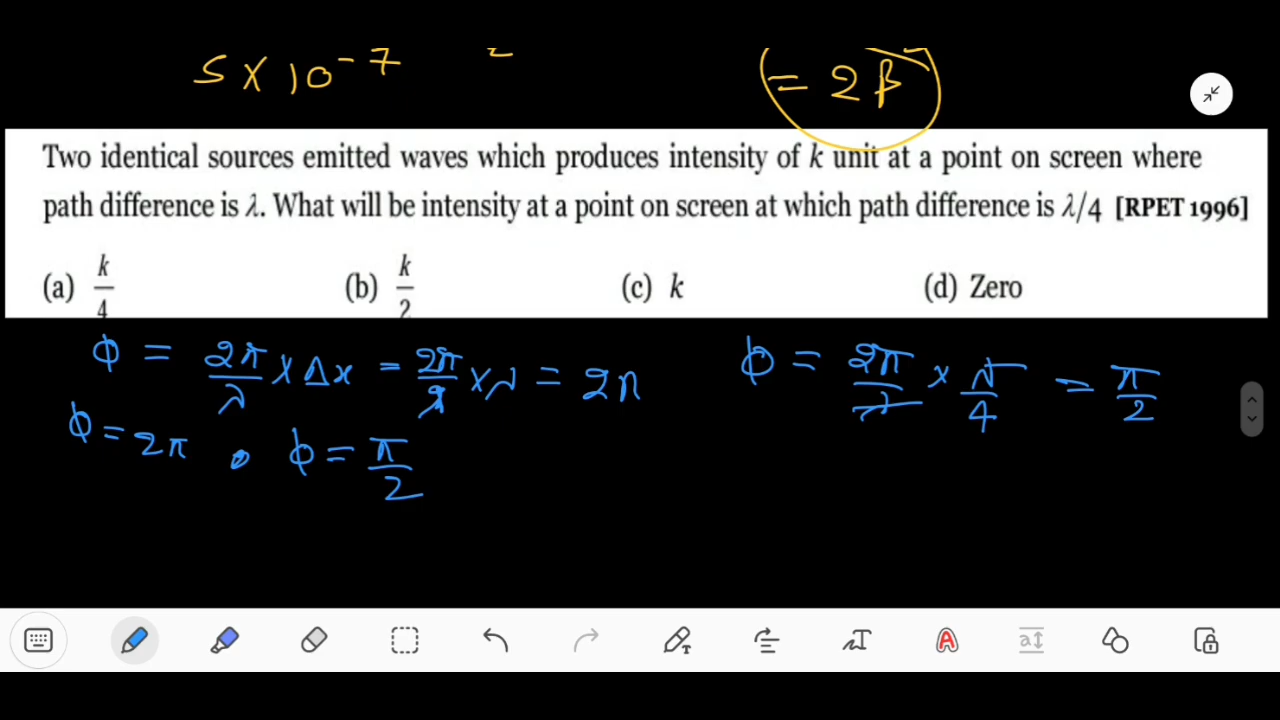 5 X 10⁻⁷ 2
= 2β
Two identical sources emitted waves which produces intensity of k unit at a point on screen where
path difference is λ. What will be intensity at a point on screen at which path difference is λ/4 [RPET 1996]
(a) k/4 (b) k/2 (c) k (d) Zero
ϕ = 2π/λ X Δx = 2π/λ X λ = 2π
ϕ = 2π/λ x λ/4 = π/2
ϕ = 2π ϕ = π/2